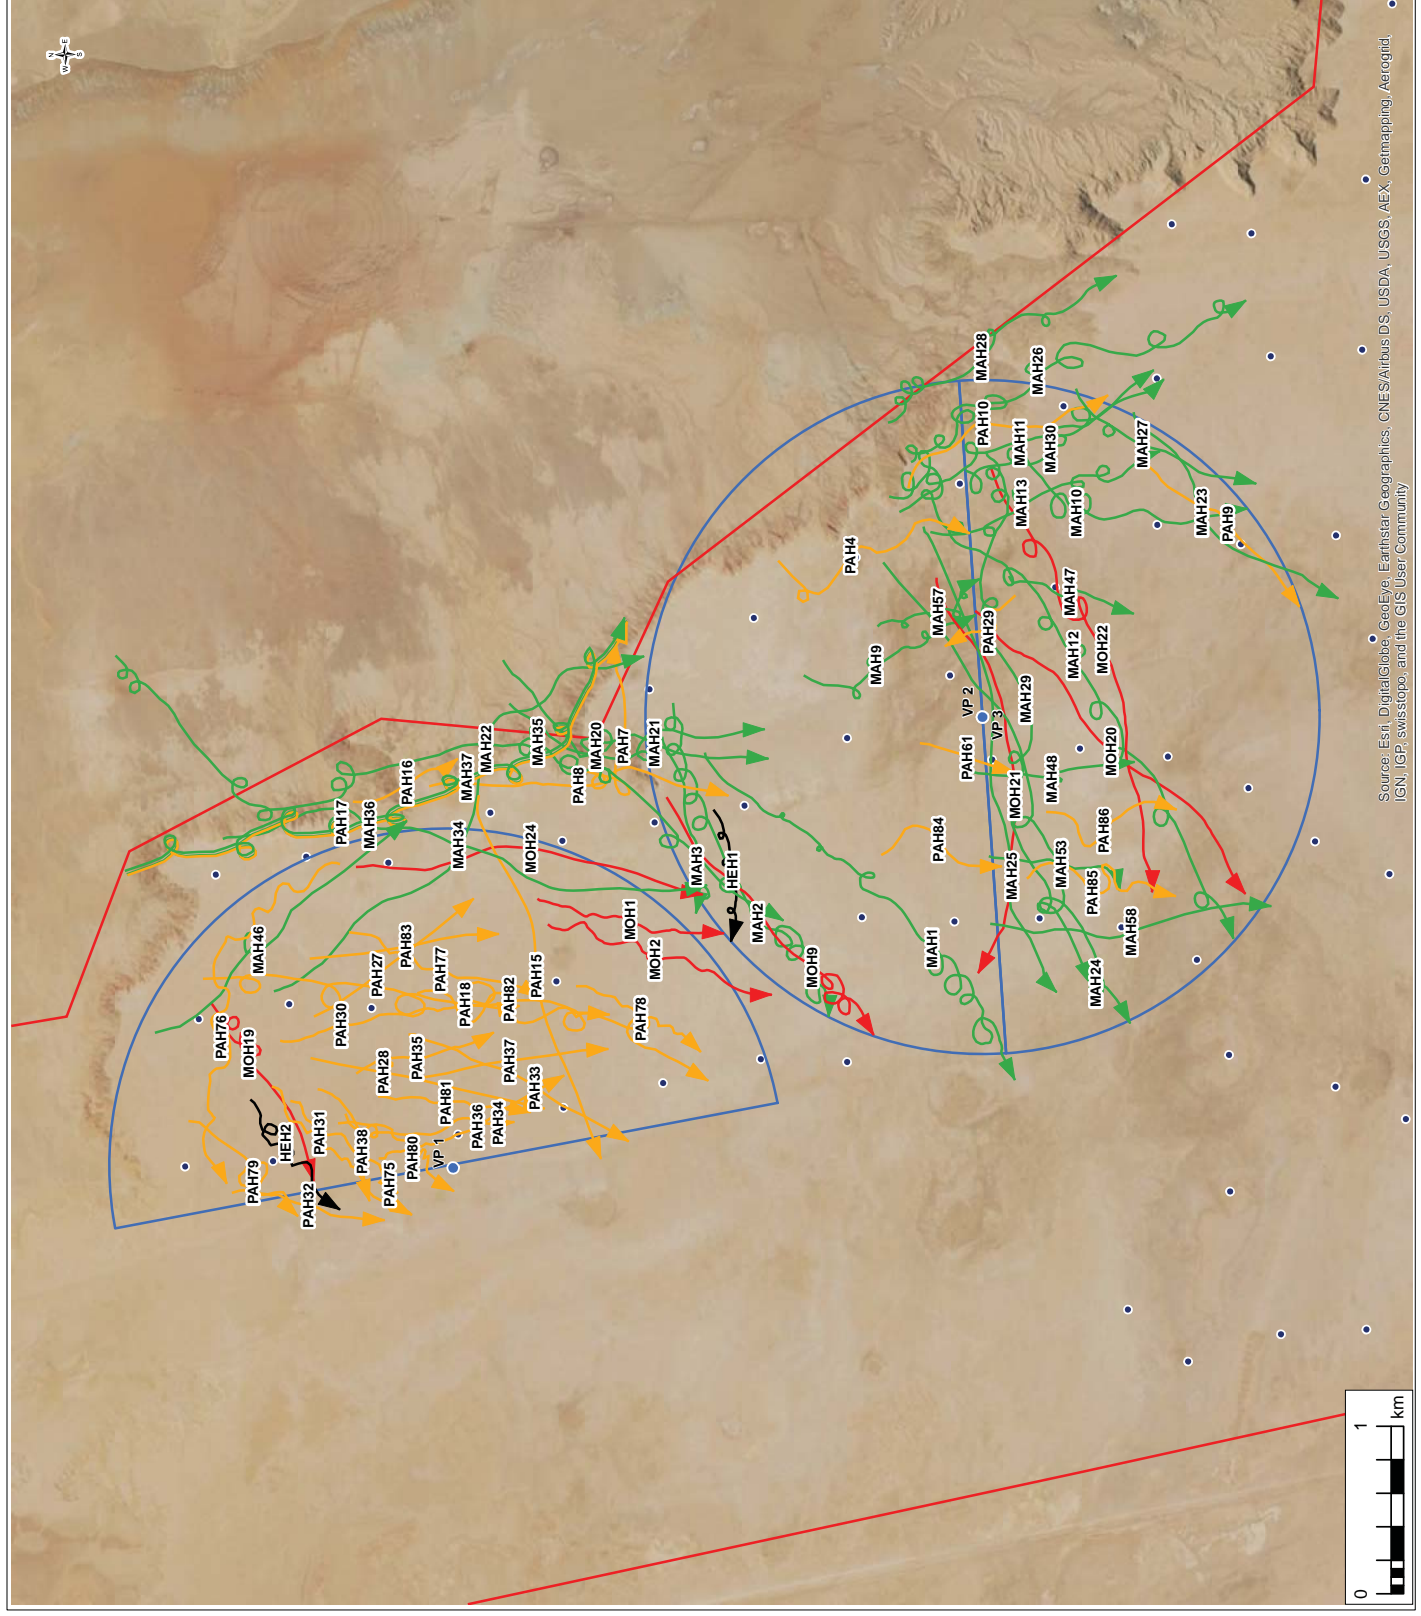 N
E
S
W
MAH28
MAH26
PAH10
MAH11
MAH30
MAH27
MAH13
MAH10
MAH23
PAH9
PAH4
MAH57
MAH47
PAH29
MAH12
MOH22
MAH9
VP 2
VP 3
MAH29
PAH61
MOH20
MAH48
MOH21
PAH84
PAH86
MAH53
MAH25
PAH85
MAH58
MAH1
MAH24
MAH22
MAH35
MAH20
PAH7
MAH21
PAH16
MAH37
PAH8
PAH17
MAH36
MAH34
MOH24
MAH3
HEH1
MAH2
MOH1
MOH2
MOH9
MAH46
PAH83
PAH27
PAH77
PAH15
PAH18
PAH82
PAH30
PAH78
PAH76
MOH19
PAH35
PAH28
PAH37
PAH33
PAH81
PAH36
PAH34
PAH31
HEH2
PAH38
PAH80
VP 1
PAH75
PAH79
PAH32
0
1
km
Source: Esri, DigitalGlobe, GeoEye, Earthstar Geographics, CNES/Airbus DS, USDA, USGS, AEX, Getmapping, Aerogrid,
IGN, IGP, swisstopo, and the GIS User Community